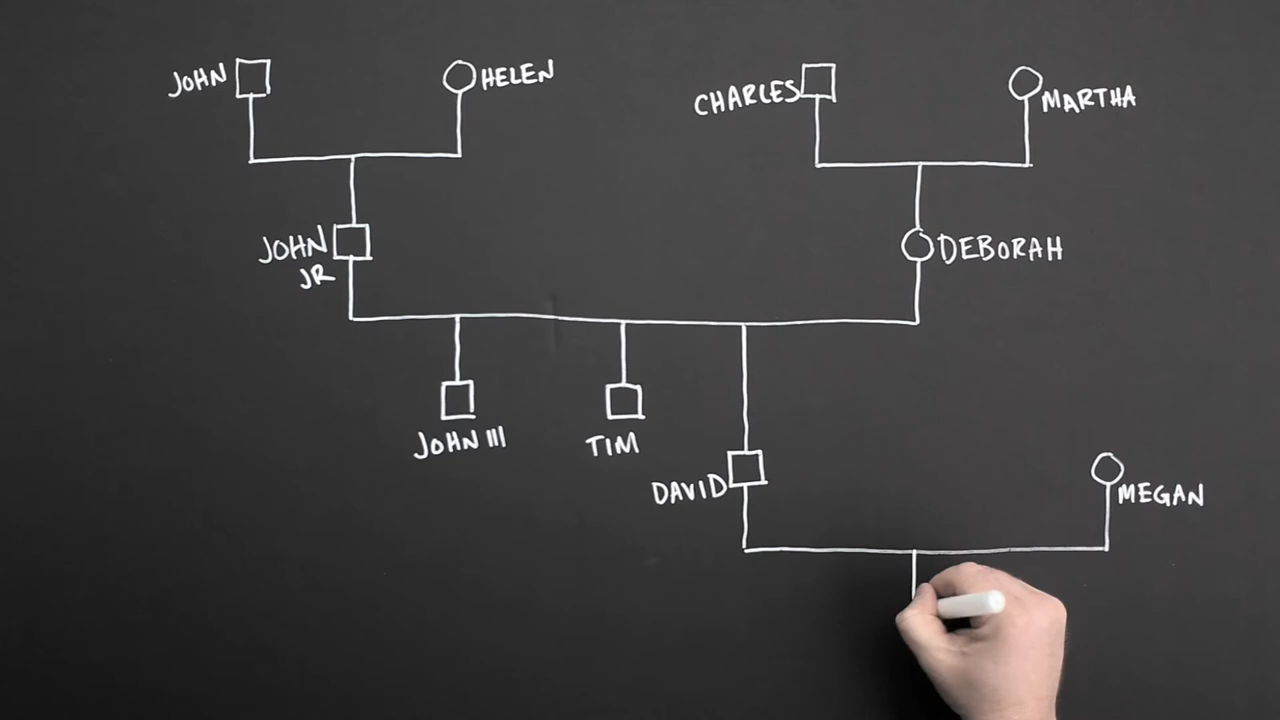 JOHN
HELEN
CHARLES
MARTHA
JOHN
JR
DEBORAH
JOHN III
TIM
DAVID
MEGAN